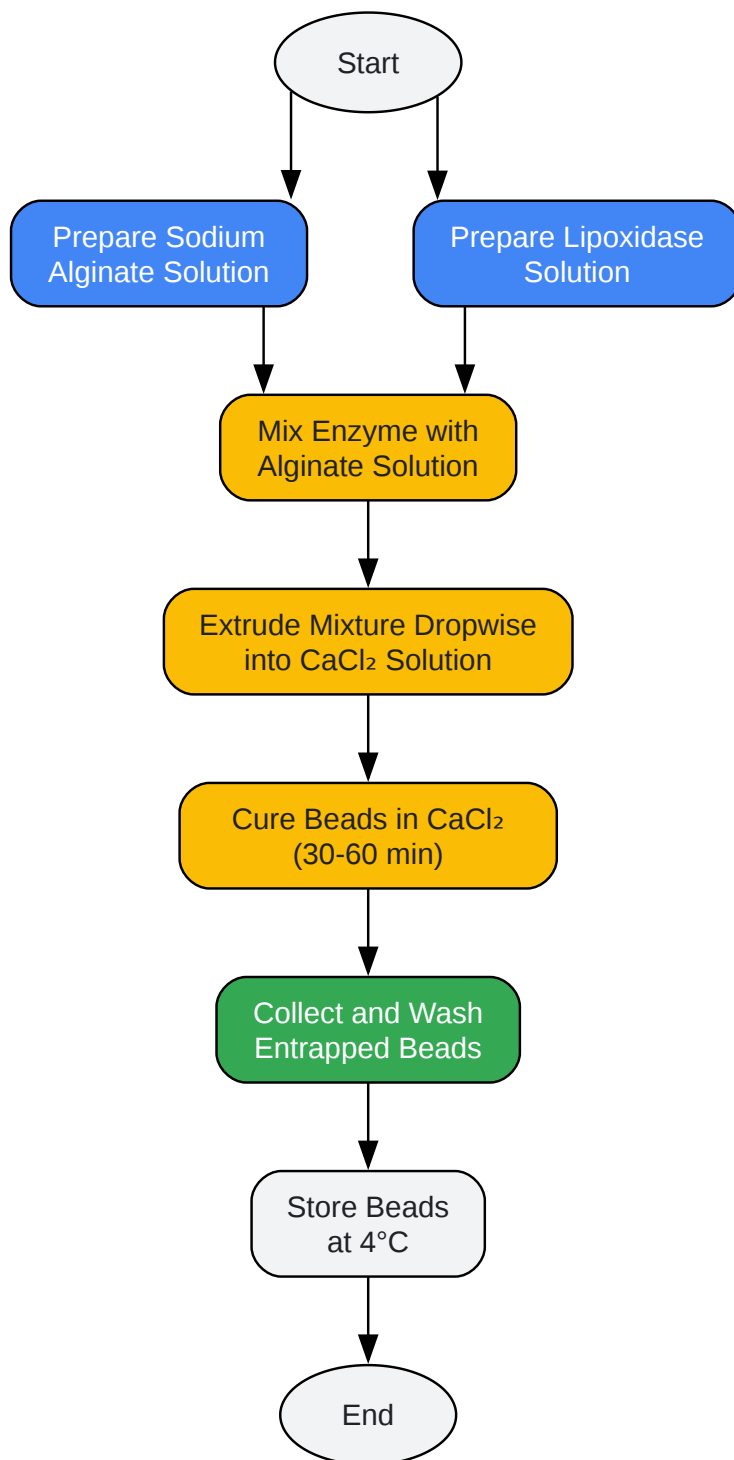 Start
Prepare Sodium
Alginate Solution
Prepare Lipoxidase
Solution
Mix Enzyme with
Alginate Solution
Extrude Mixture Dropwise
into CaCl₂ Solution
Cure Beads in CaCl₂
(30-60 min)
Collect and Wash
Entrapped Beads
Store Beads
at 4°C
End